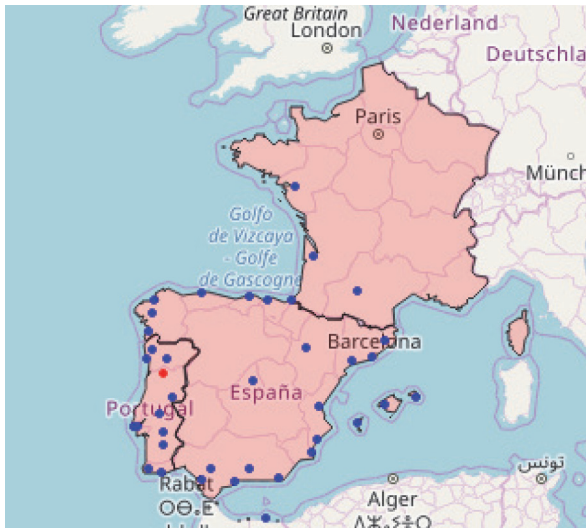 Great Britain
London
Nederland
Deutschla
Paris
Münch
Golfo
de Vizcaya
- Golfe
de Gascogne
Barcelona
España
Portugal
Rabat
ⵔⴱⴰⵟ
Alger
تونس